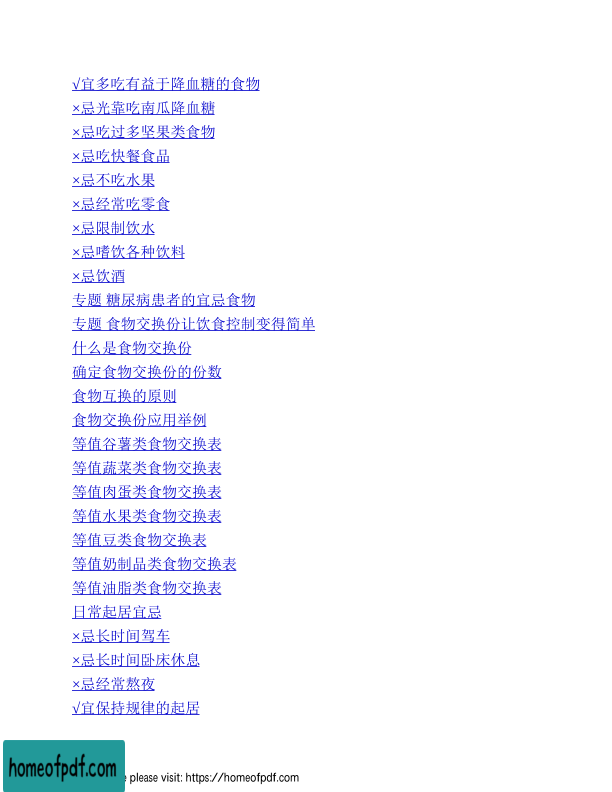 √宜多吃有益于降血糖的食物
×忌光靠吃南瓜降血糖
×忌吃过多坚果类食物
×忌吃快餐食品
×忌不吃水果
×忌经常吃零食
×忌限制饮水
×忌嗜饮各种饮料
×忌饮酒
专题 糖尿病患者的宜忌食物
专题 食物交换份让饮食控制变得简单
什么是食物交换份
确定食物交换份的份数
食物互换的原则
食物交换份应用举例
等值谷薯类食物交换表
等值蔬菜类食物交换表
等值肉蛋类食物交换表
等值水果类食物交换表
等值豆类食物交换表
等值奶制品类食物交换表
等值油脂类食物交换表
日常起居宜忌
×忌长时间驾车
×忌长时间卧床休息
×忌经常熬夜
√宜保持规律的起居
homeofpdf.com
please visit: https://homeofpdf.com